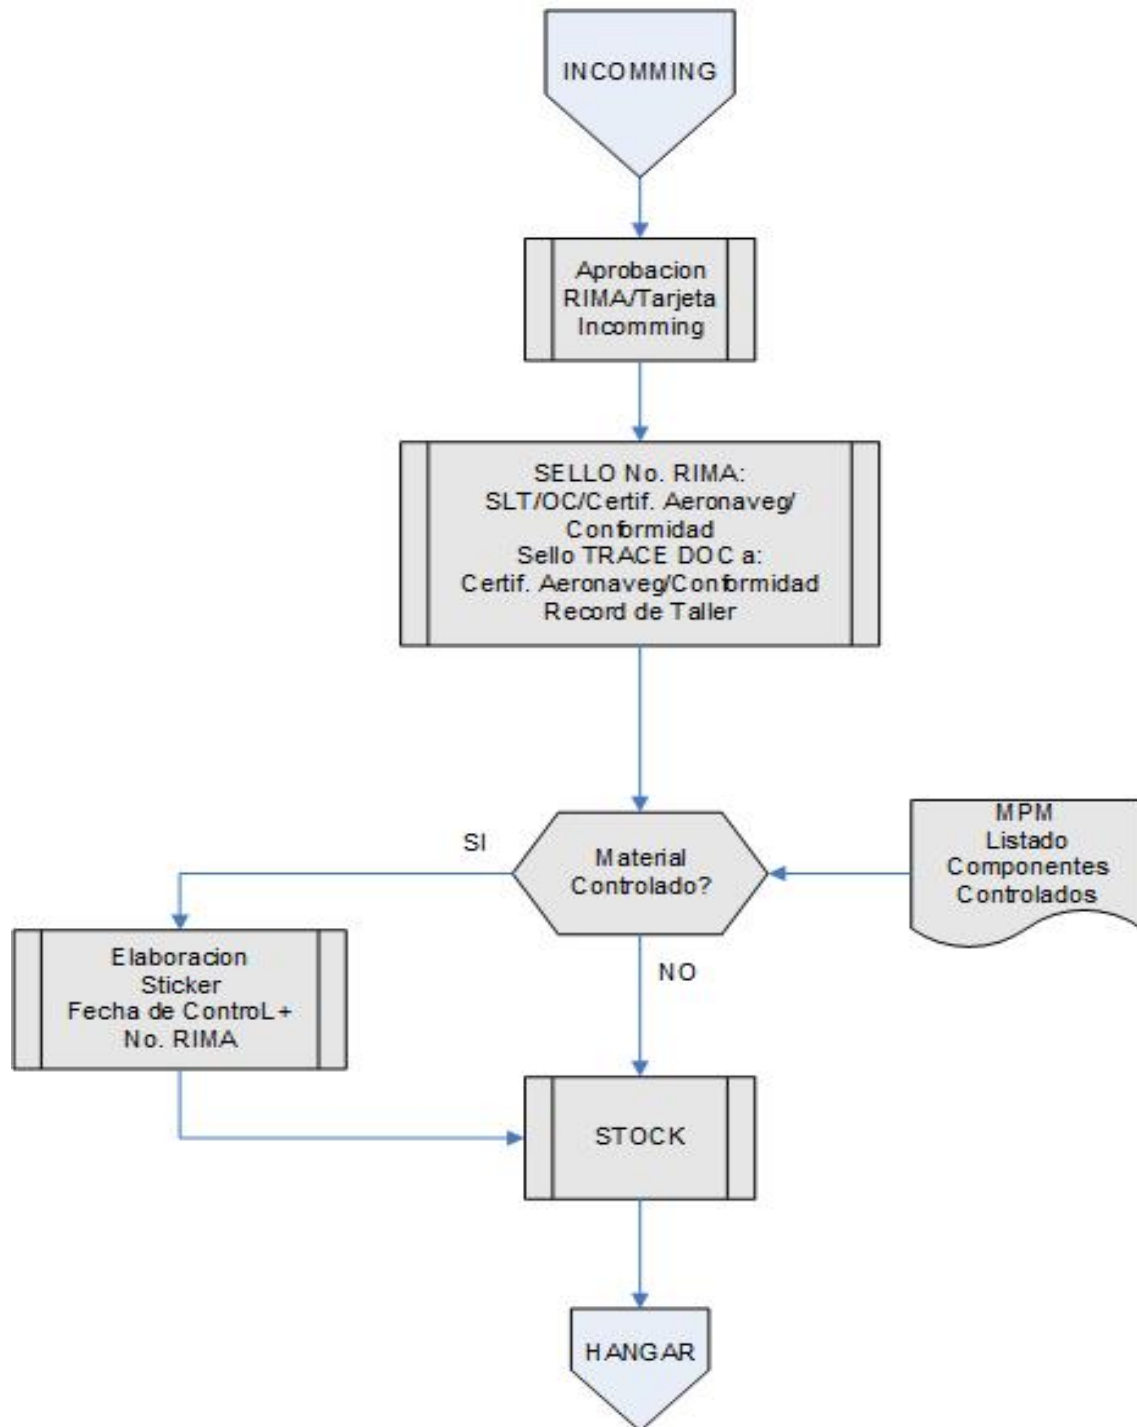 INCOMMING
Aprobacion
RIMA/Tarjeta
Incomming
SELLO No. RIMA:
SLT/OC/Certif. Aeronaveg/
Conformidad
Sello TRACE DOC a:
Certif. Aeronaveg/Conformidad
Record de Taller
SI
Material
Controlado?
MPM
Listado
Componentes
Controlados
Elaboracion
Sticker
Fecha de ControL+
No. RIMA
NO
STOCK
HANGAR